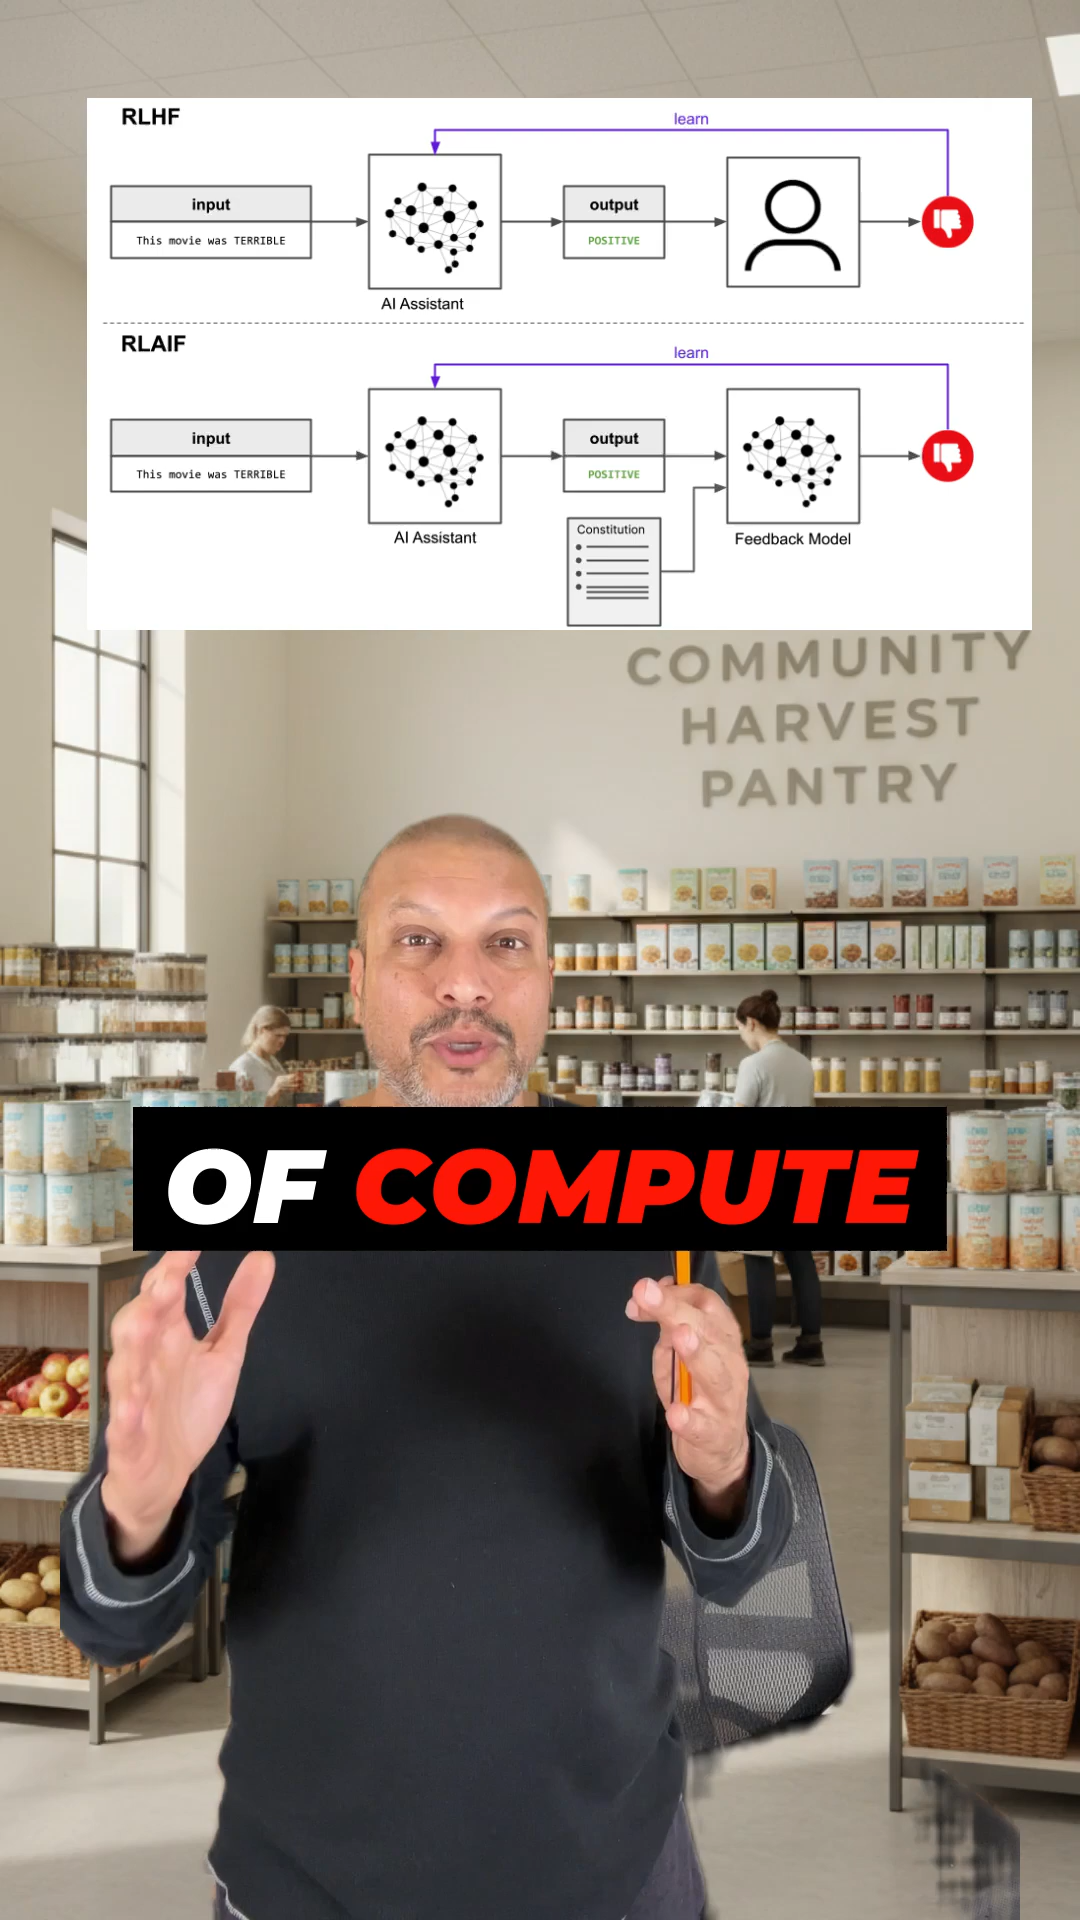 RLHF
learn
input
output
This movie was TERRIBLE
POSITIVE
AI Assistant
RLAIF
learn
input
output
This movie was TERRIBLE
POSITIVE
Constitution
AI Assistant
Feedback Model
COMMUNITY
HARVEST
PANTRY
OF COMPUTE